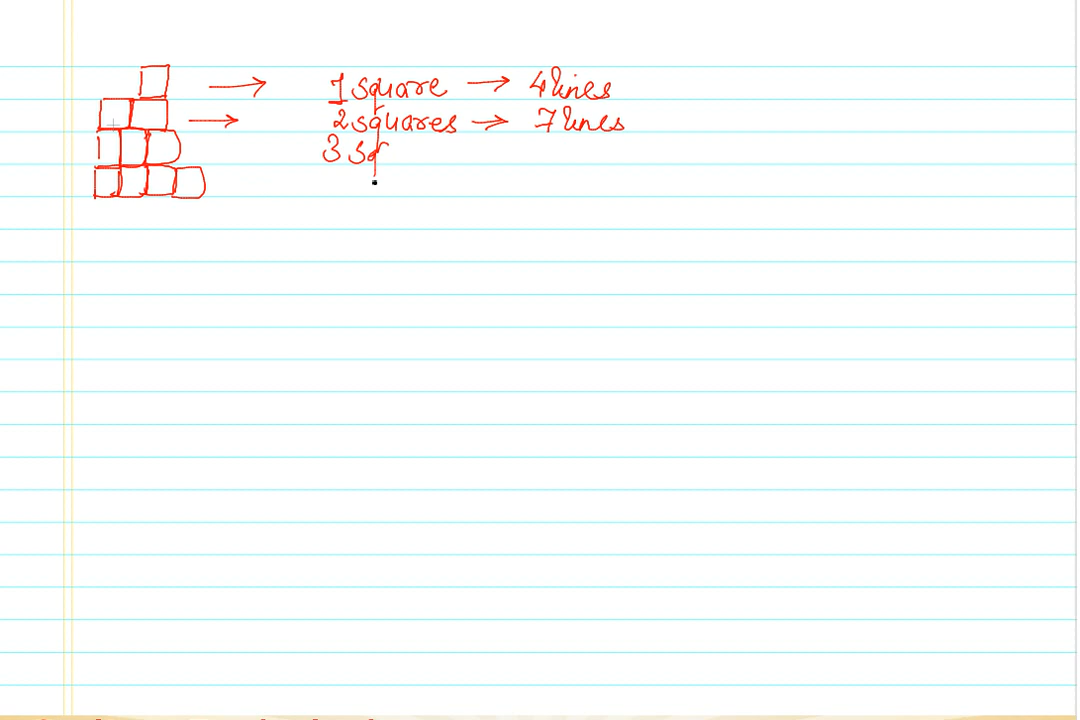 1 square → 4 lines
2 squares → 7 lines
3 sq